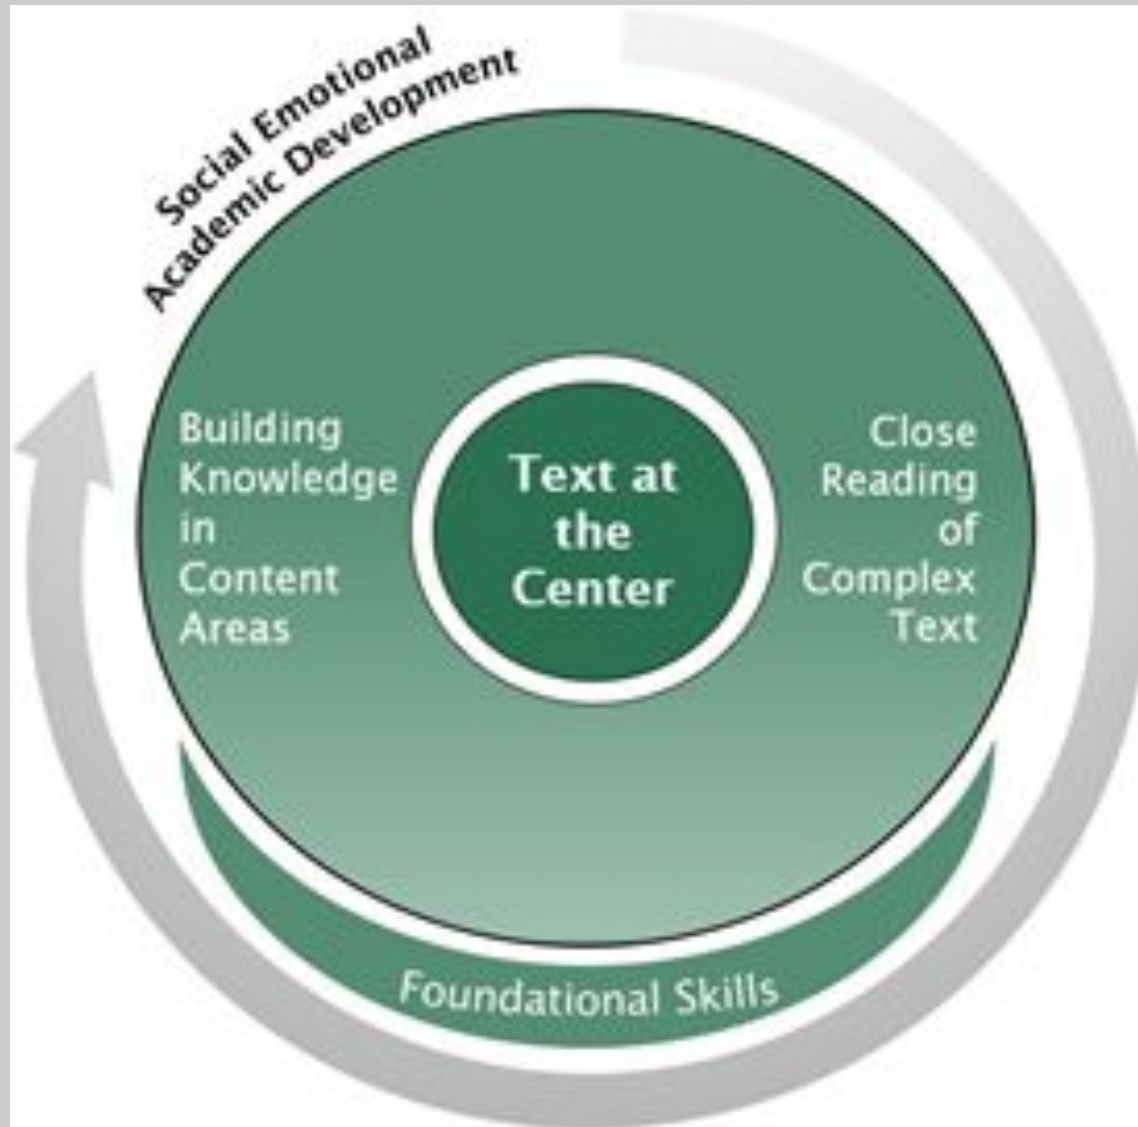 Social Emotional
Academic Development
Building
Knowledge
in
Content
Areas
Text at
the
Center
Close
Reading
of
Complex
Text
Foundational Skills